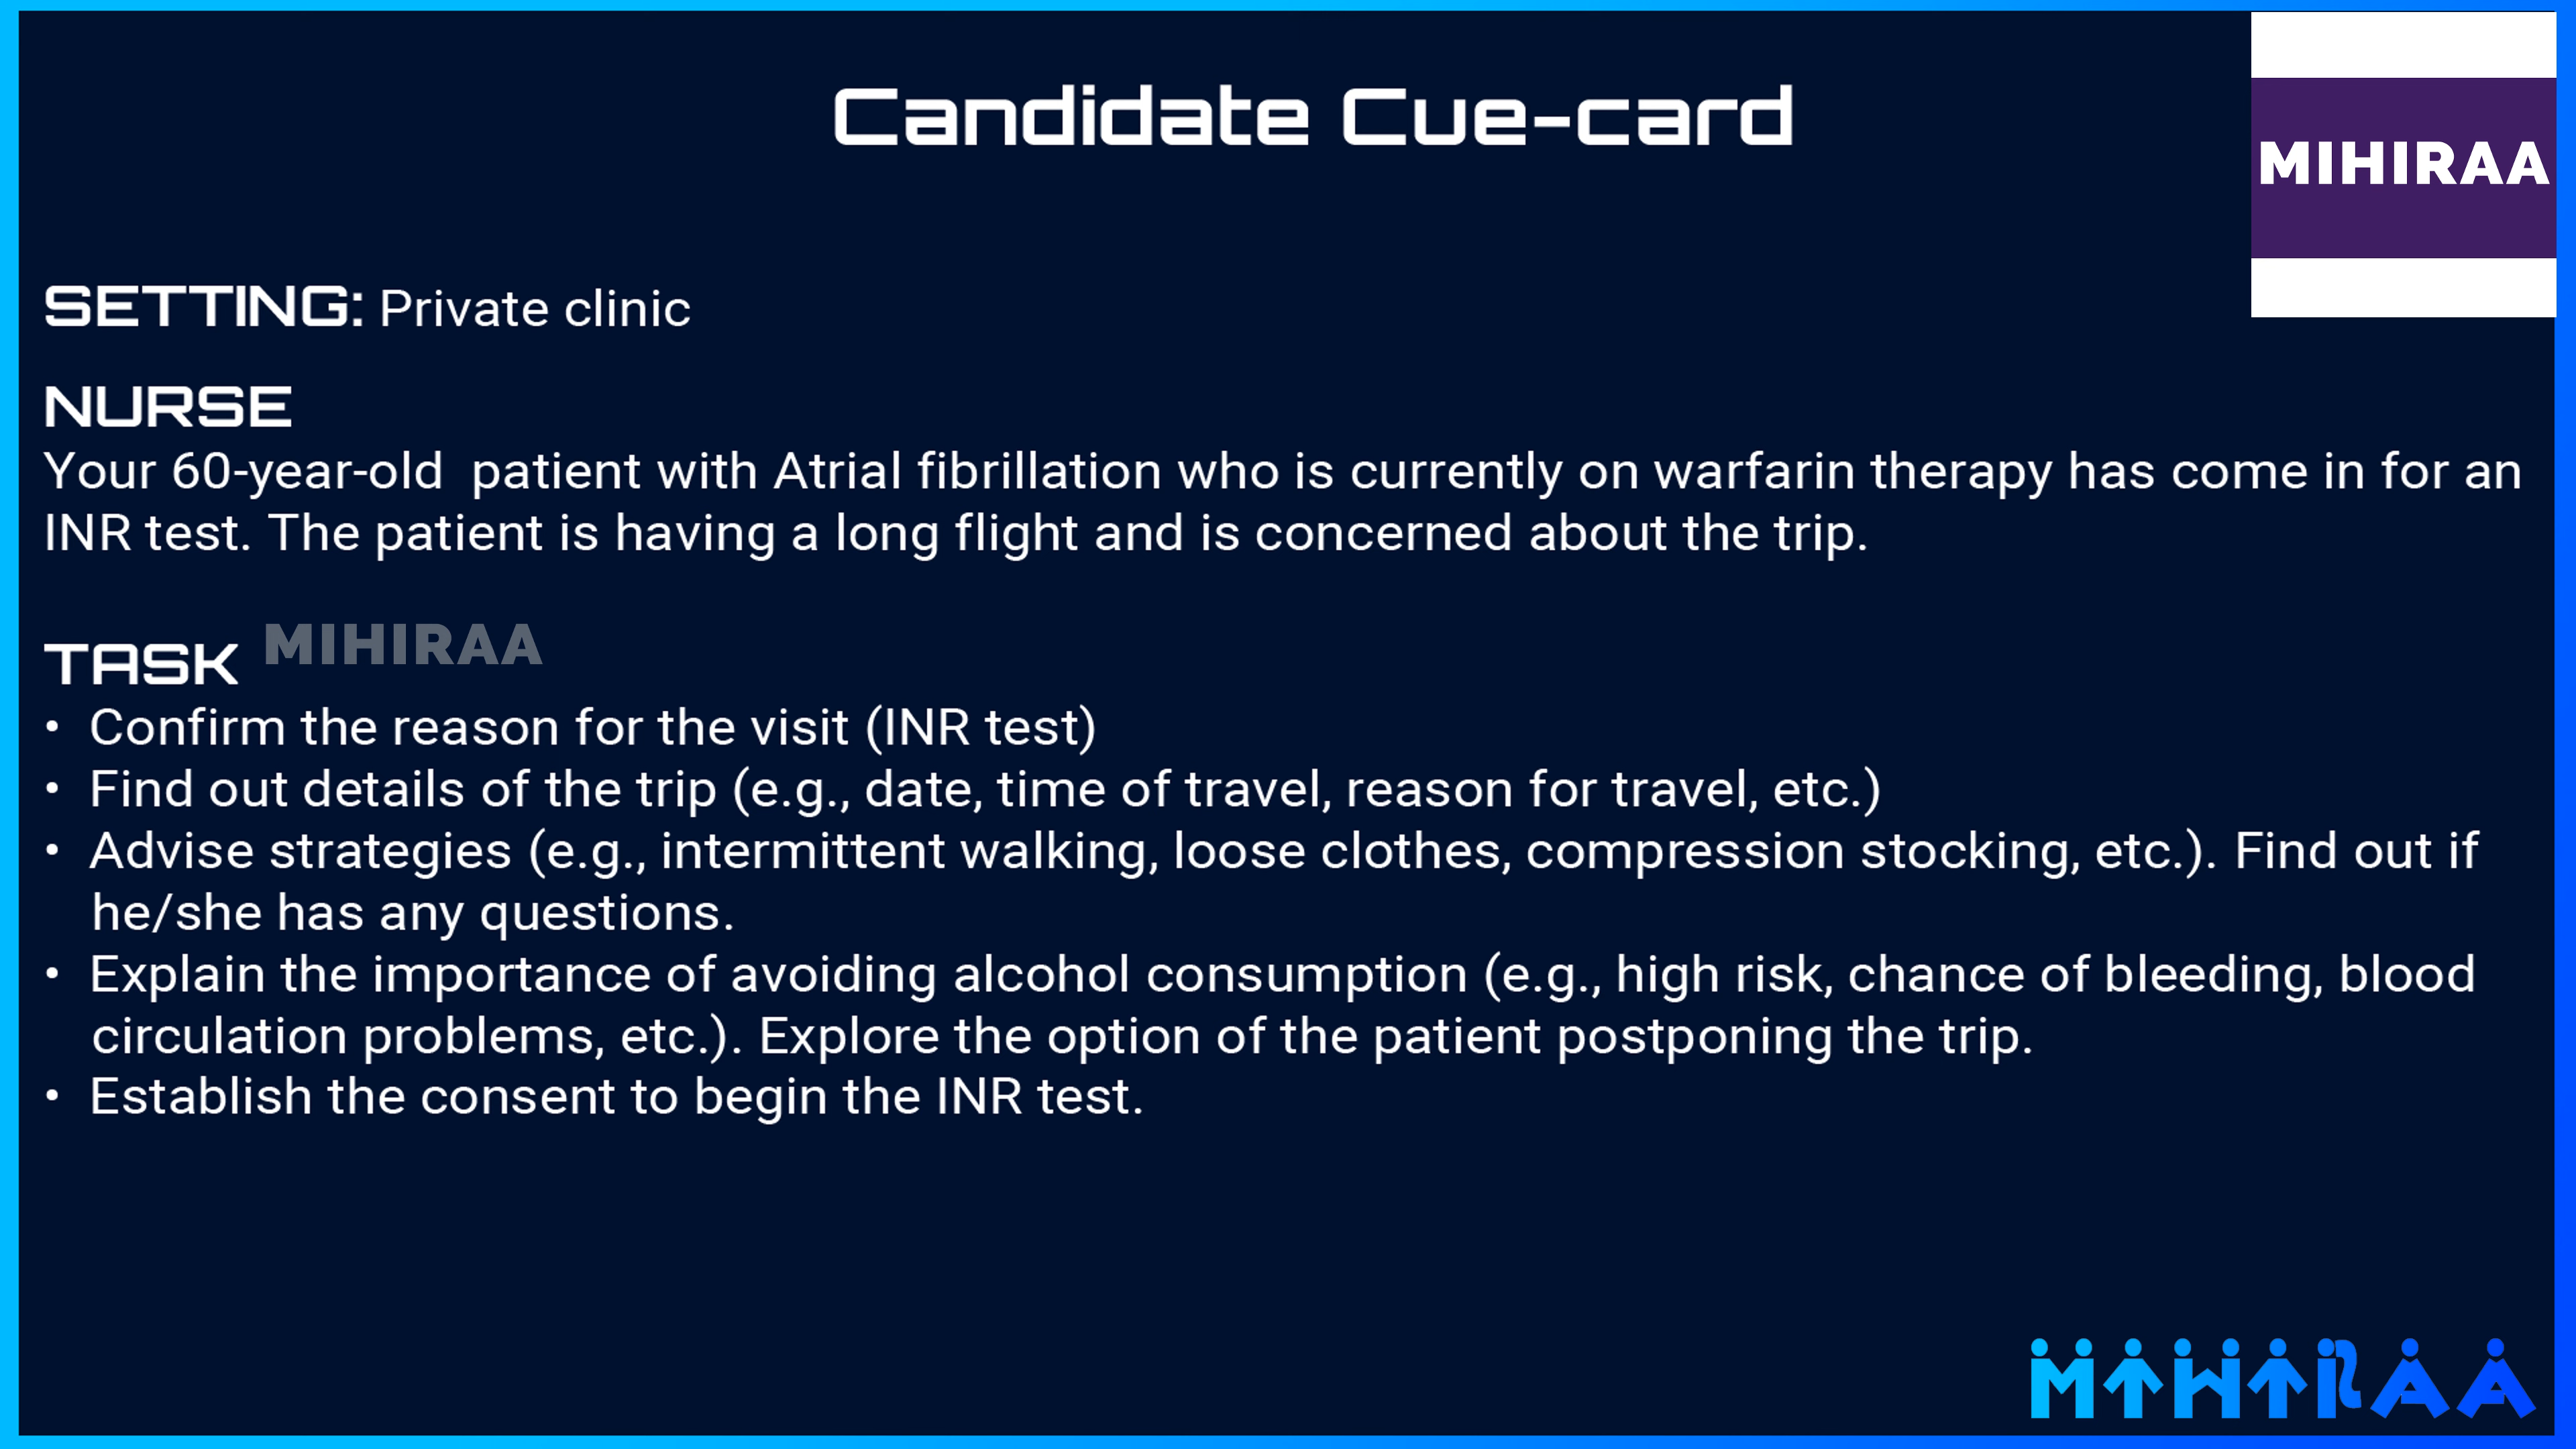 Candidate Cue-card
MIHIRAA
SETTING: Private clinic
NURSE
Your 60-year-old  patient with Atrial fibrillation who is currently on warfarin therapy has come in for an
INR test. The patient is having a long flight and is concerned about the trip.
TASK MIHIRAA
• Confirm the reason for the visit (INR test)
• Find out details of the trip (e.g., date, time of travel, reason for travel, etc.)
• Advise strategies (e.g., intermittent walking, loose clothes, compression stocking, etc.). Find out if
he/she has any questions.
• Explain the importance of avoiding alcohol consumption (e.g., high risk, chance of bleeding, blood
circulation problems, etc.). Explore the option of the patient postponing the trip.
• Establish the consent to begin the INR test.
MIHIRAA